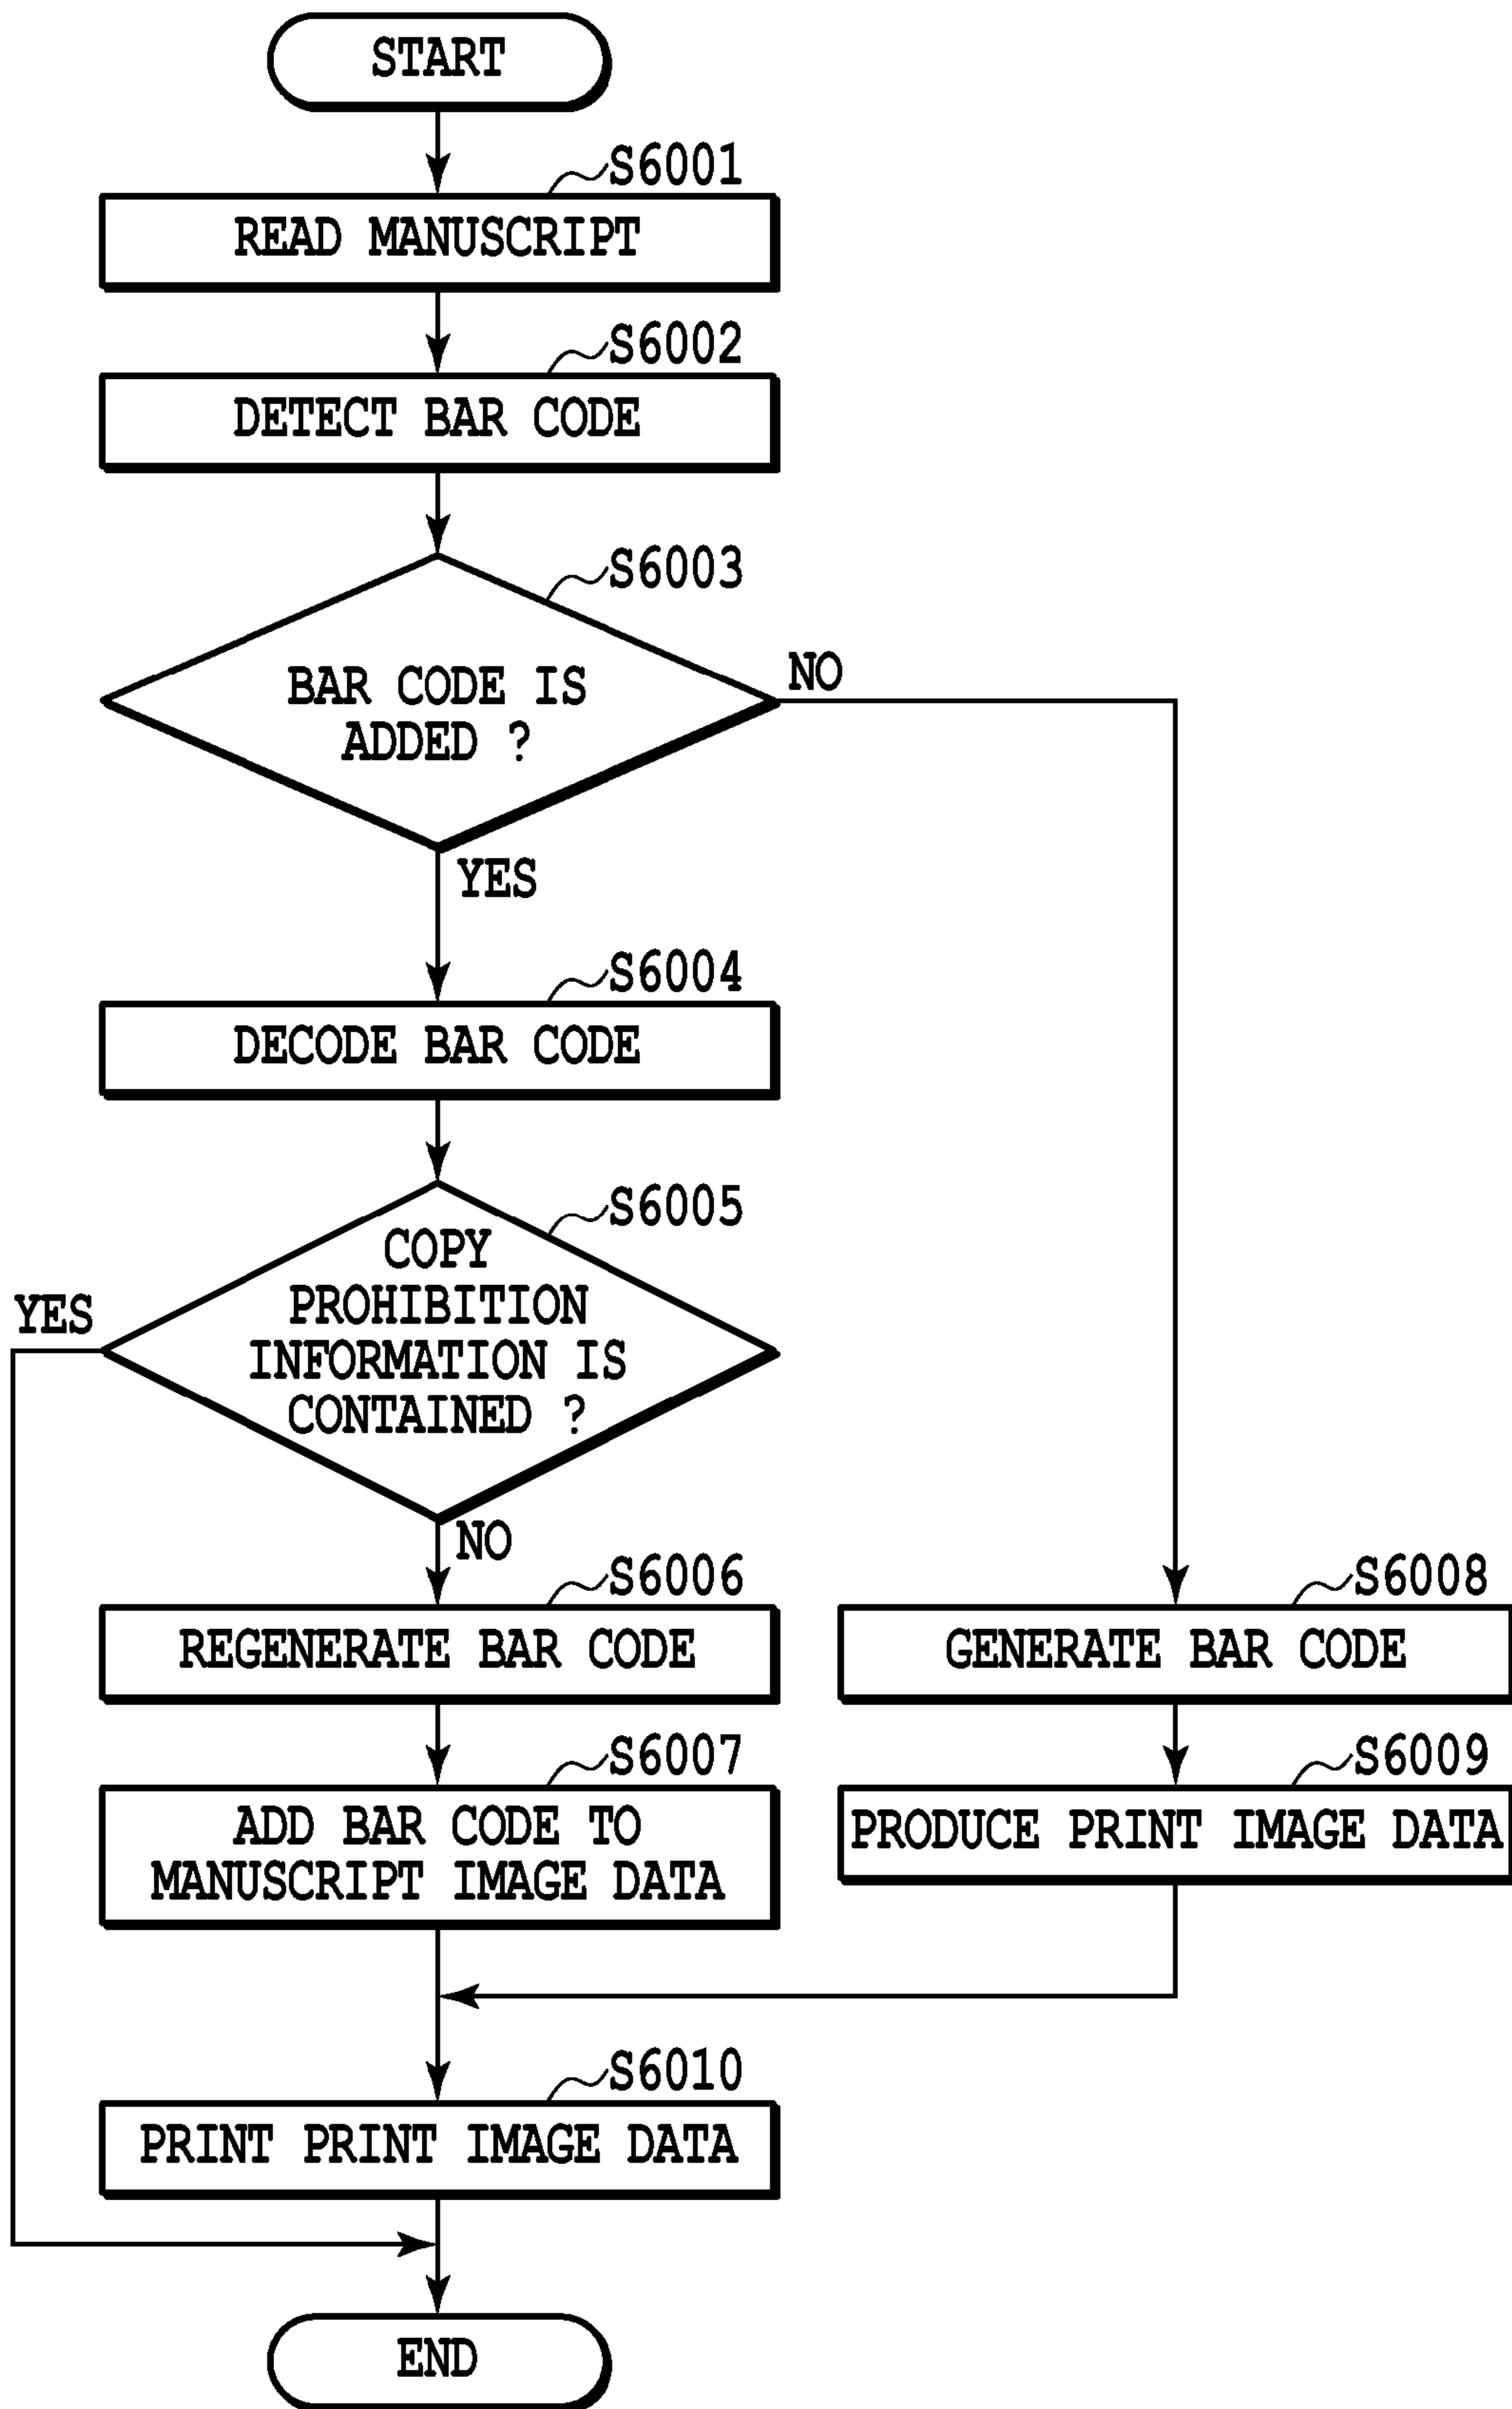 START
S6001
READ MANUSCRIPT
S6002
DETECT BAR CODE
S6003
BAR CODE IS
ADDED ?
NO
YES
S6004
DECODE BAR CODE
S6005
COPY
PROHIBITION
INFORMATION IS
CONTAINED ?
YES
NO
S6006
REGENERATE BAR CODE
S6008
GENERATE BAR CODE
S6007
ADD BAR CODE TO
MANUSCRIPT IMAGE DATA
S6009
PRODUCE PRINT IMAGE DATA
S6010
PRINT PRINT IMAGE DATA
END